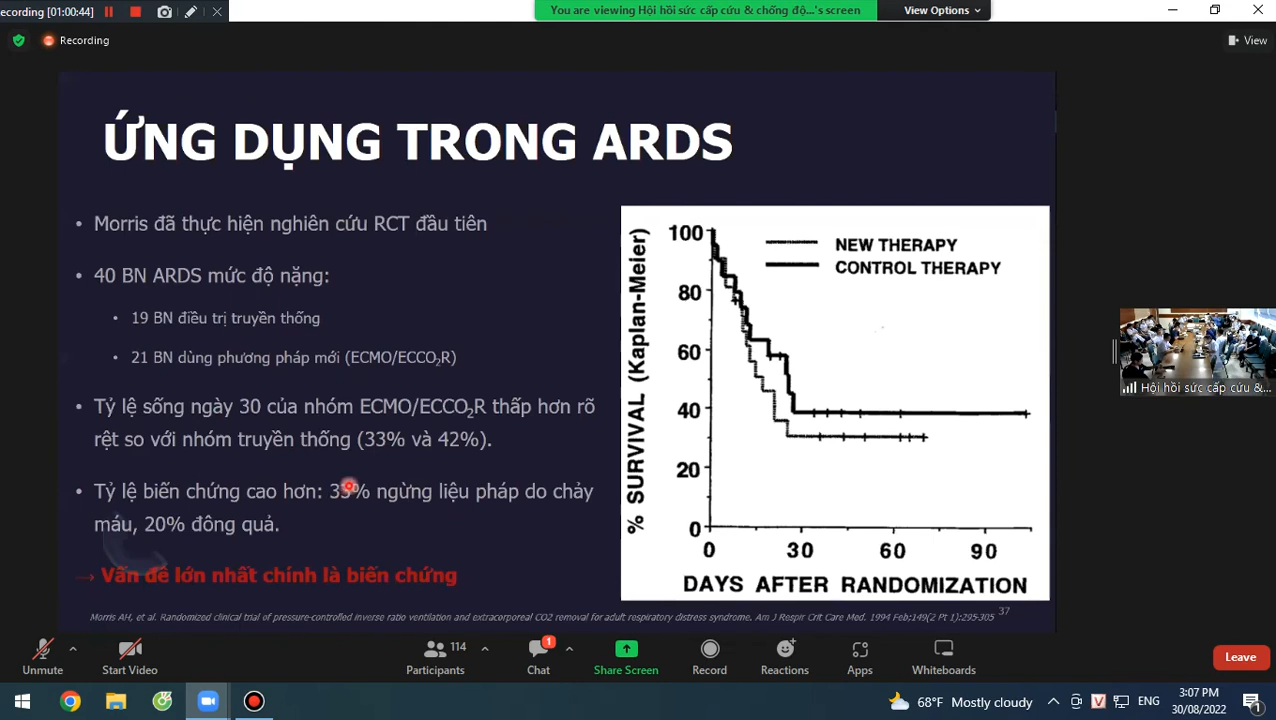 ecording [01:00:44
You are viewing Hội hồi sức cấp cứu & chống độ...'s screen
View Options
Recording
View
ỨNG DỤNG TRONG ARDS
• Morris đã thực hiện nghiên cứu RCT đầu tiên
• 40 BN ARDS mức độ nặng:
• 19 BN điều trị truyền thống
• 21 BN dùng phương pháp mới (ECMO/ECCO₂R)
• Tỷ lệ sống ngày 30 của nhóm ECMO/ECCO₂R thấp hơn rõ
rệt so với nhóm truyền thống (33% và 42%).
• Tỷ lệ biến chứng cao hơn: 33% ngừng liệu pháp do chảy
máu, 20% đông quả.
→ Vấn đề lớn nhất chính là biến chứng
% SURVIVAL (Kaplan-Meier)
100
80
60
40
20
0
NEW THERAPY
CONTROL THERAPY
0 30 60 90
DAYS AFTER RANDOMIZATION
Morris AH, et al. Randomized clinical trial of pressure-controlled inverse ratio ventilation and extracorporeal CO2 removal for adult respiratory distress syndrome. Am J Respir Crit Care Med. 1994 Feb;149(2 Pt 1):295-305
37
Hội hồi sức cấp cứu &...
Unmute
Start Video
114
Participants
1
Chat
Share Screen
Record
Reactions
Apps
Whiteboards
Leave
68°F Mostly cloudy
V
ENG
3:07 PM
30/08/2022
1